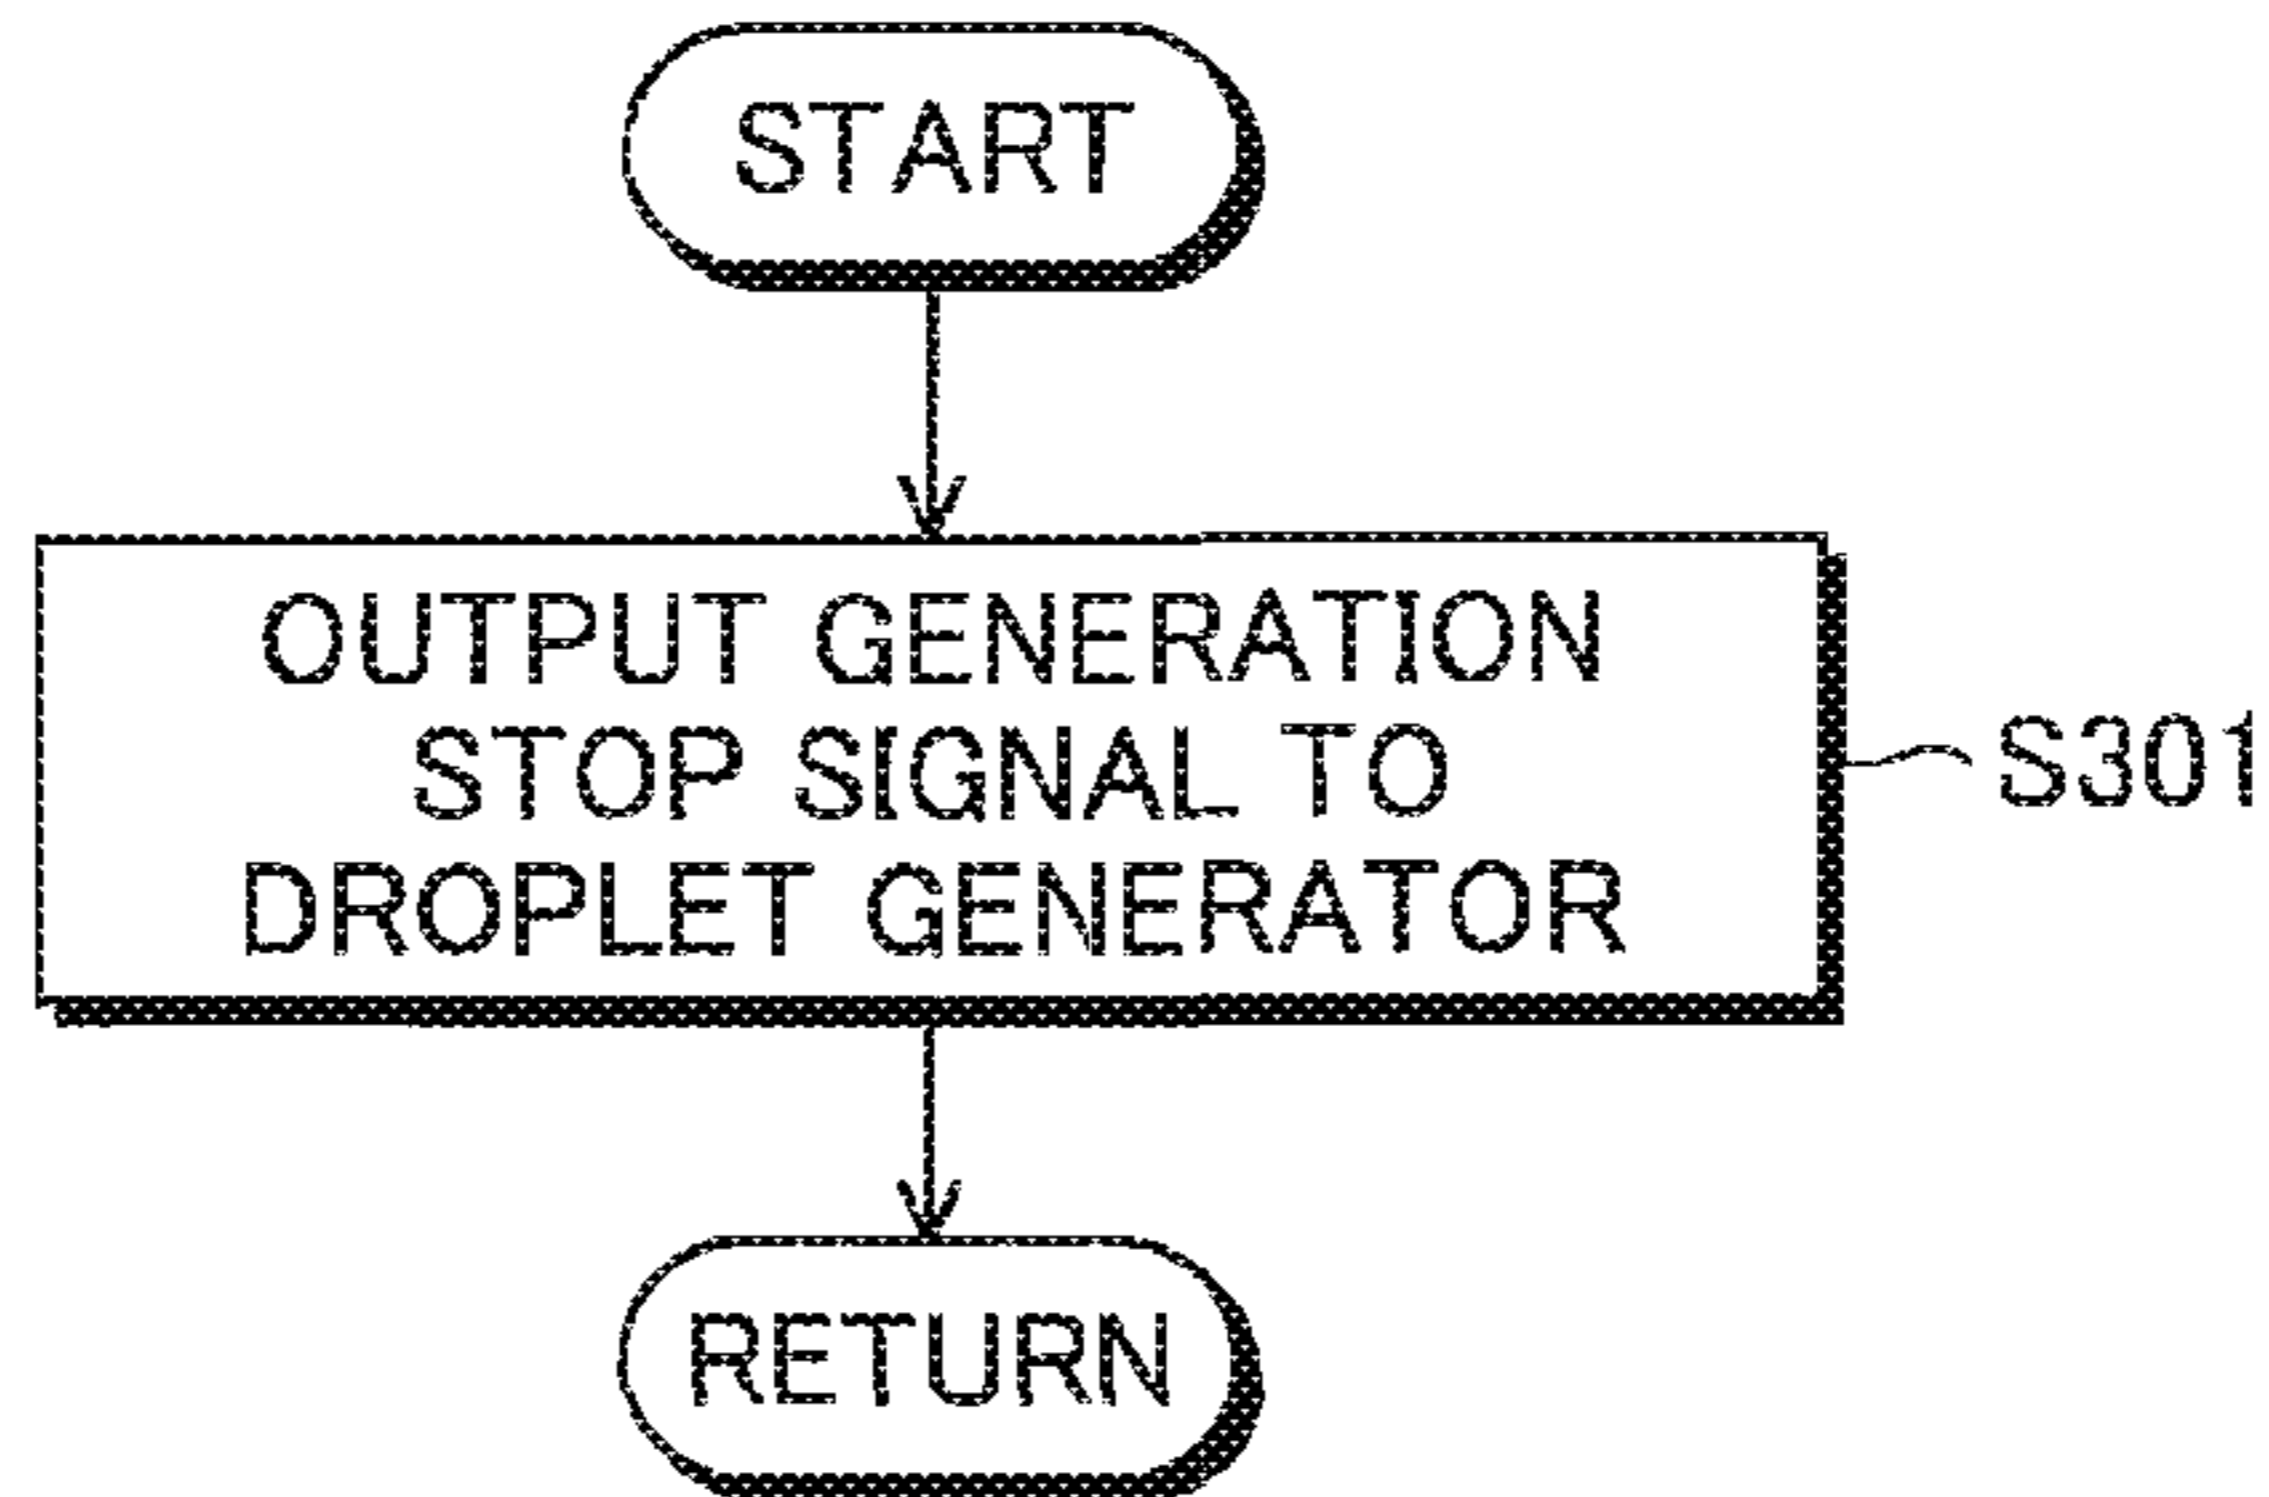 START
OUTPUT GENERATION
STOP SIGNAL TO
DROPLET GENERATOR
S301
RETURN